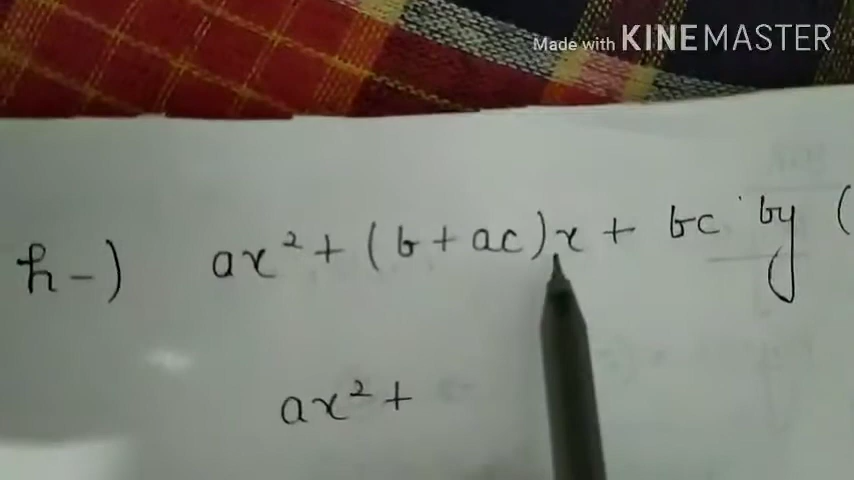 Made with KINEMASTER
h-) ax² + (b + ac)x + bc by (
ax² +